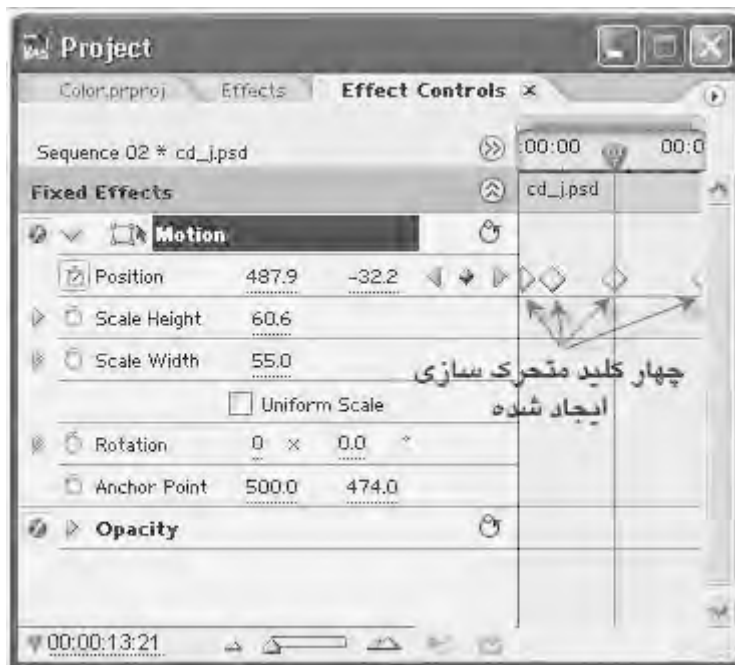 Project
Color.prproj Effects Effect Controls ×
Sequence 02 * cd_j.psd :00:00 00:0
Fixed Effects cd_j.psd
Motion
Position 487.9 -32.2
Scale Height 60.6
Scale Width 55.0
Uniform Scale
Rotation 0 x 0.0 °
Anchor Point 500.0 474.0
Opacity
چهار کلید متحرک سازی
ایجاد شده
00:00:13:21